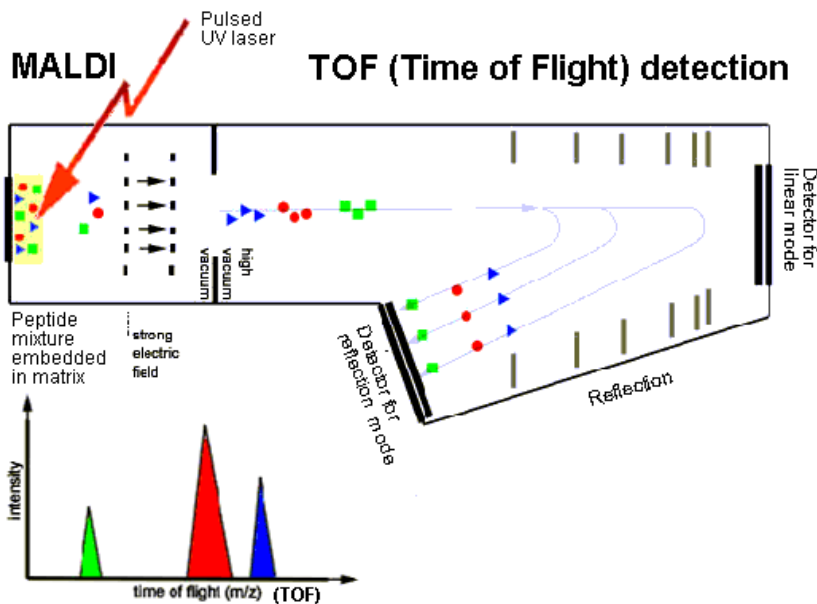 Pulsed
UV laser
MALDI
TOF (Time of Flight) detection
high
vacuum
vacuum
Detector for
linear mode
Peptide
mixture
embedded
in matrix
strong
electric
field
Detector for
reflection mode
Reflection
intensity
time of flight (m/z) (TOF)